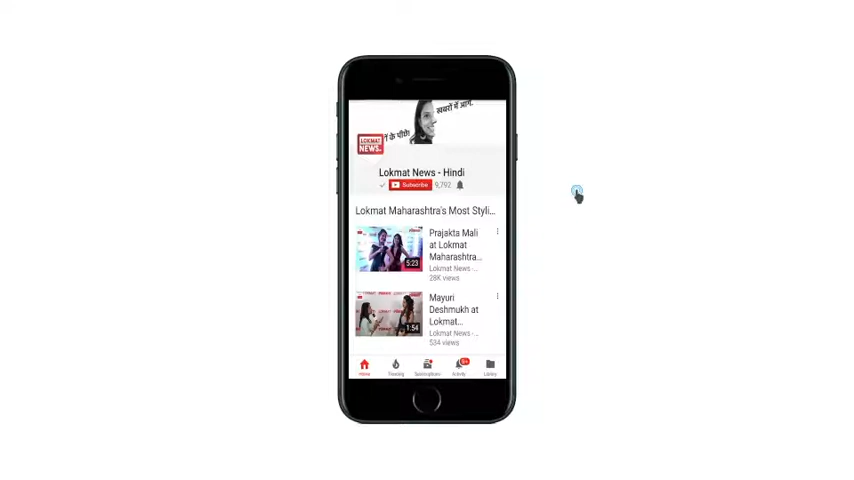 खबरों में आगे,
के पीछे!
LOKMAT
NEWS
Lokmat News - Hindi
Subscribe 9,792
Lokmat Maharashtra's Most Styli...
Prajakta Mali
at Lokmat
Maharashtra...
Lokmat News -...
28K views
5:23
Mayuri
Deshmukh at
Lokmat...
Lokmat News -...
534 views
1:54
Home Trending Subscriptions Activity Library